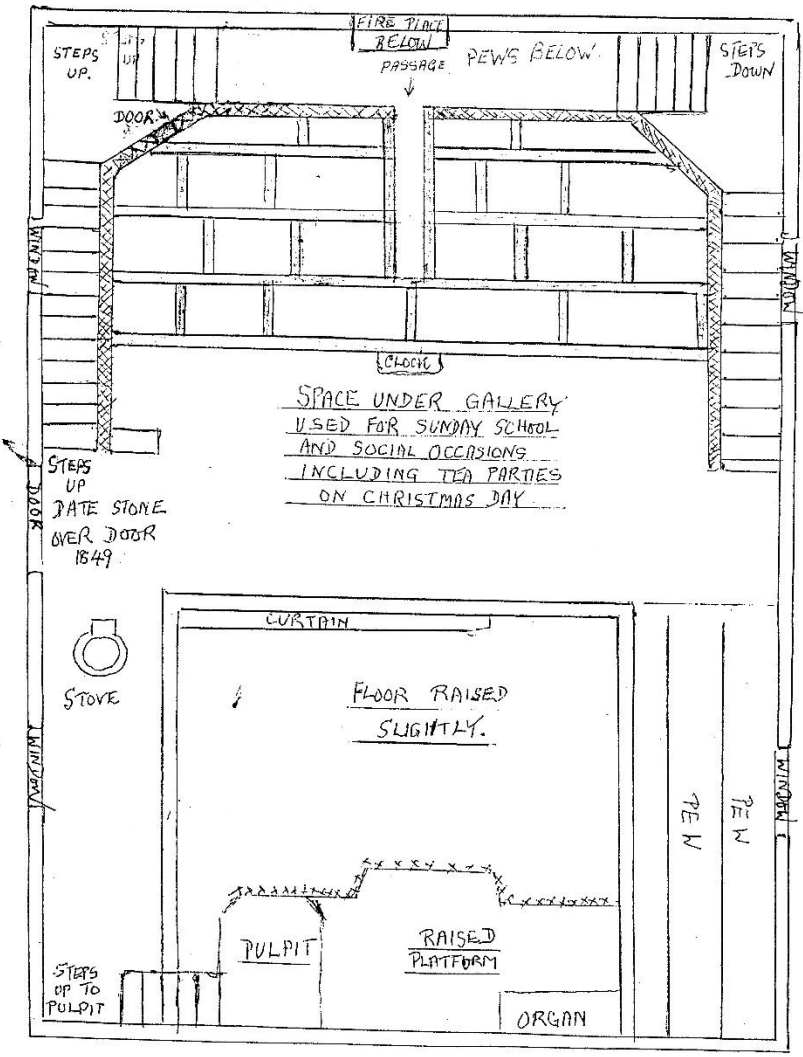 FIRE PLACE
BELOW
STEPS
UP.
STEPS
UP
PASSAGE
PEWS BELOW.
STEPS
DOWN
DOOR
WINDOW
WINDOW
CLOCK
SPACE UNDER GALLERY
USED FOR SUNDAY SCHOOL
AND SOCIAL OCCASIONS
INCLUDING TEA PARTIES
ON CHRISTMAS DAY
STEPS
UP
DOOR
DATE STONE
OVER DOOR
1849.
CURTAIN
STOVE
FLOOR RAISED
SLIGHTLY.
WINDOW
WINDOW
PEW
PEW
PULPIT
RAISED
PLATFORM
STEPS
UP TO
PULPIT
ORGAN